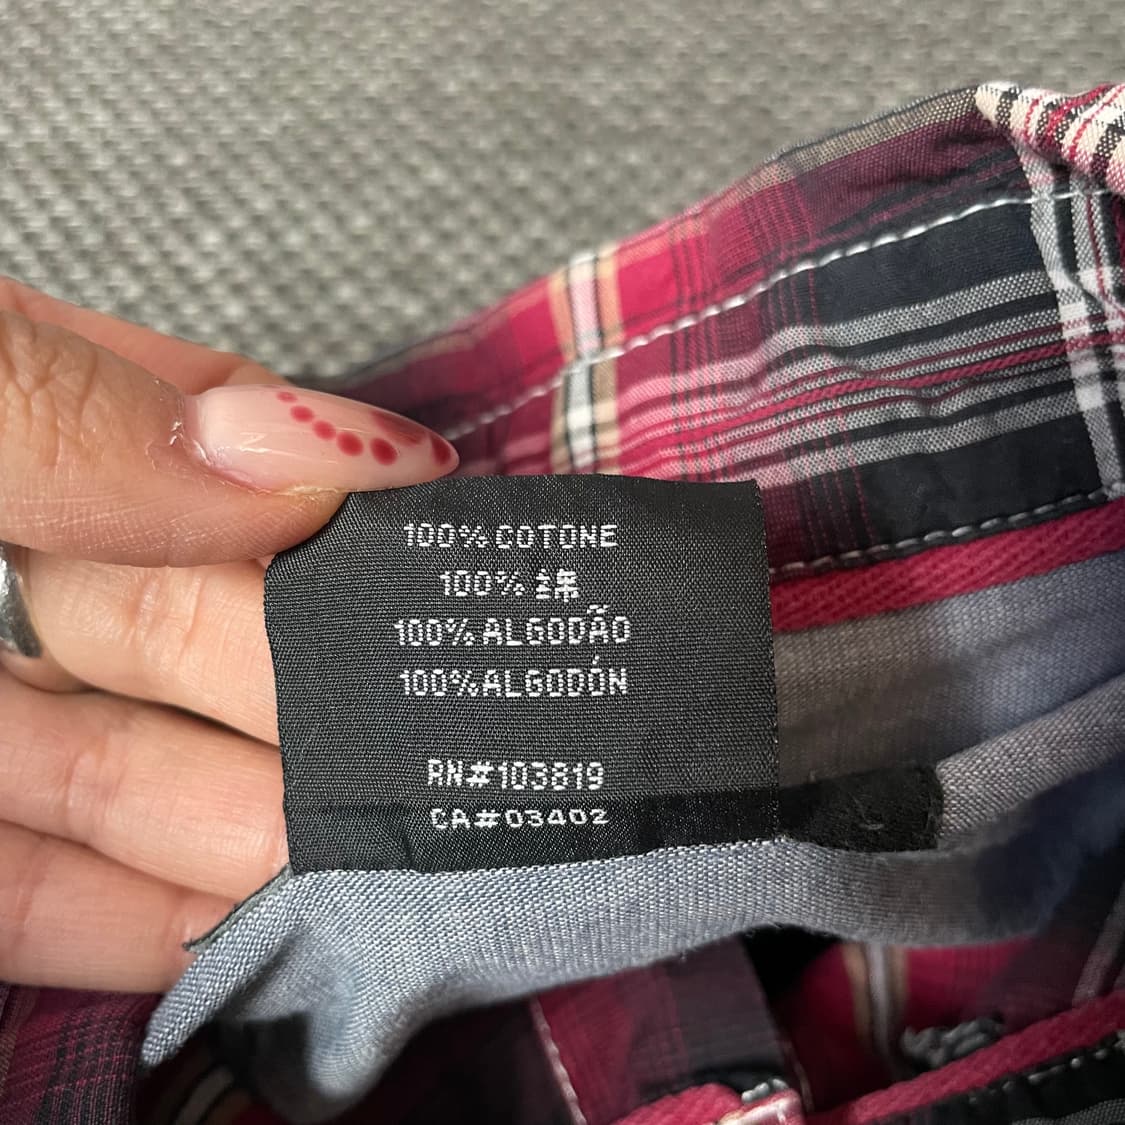 100% COTONE
100% 綿
100% ALGODÃO
100% ALGODÓN
RN#103819
CA#03402